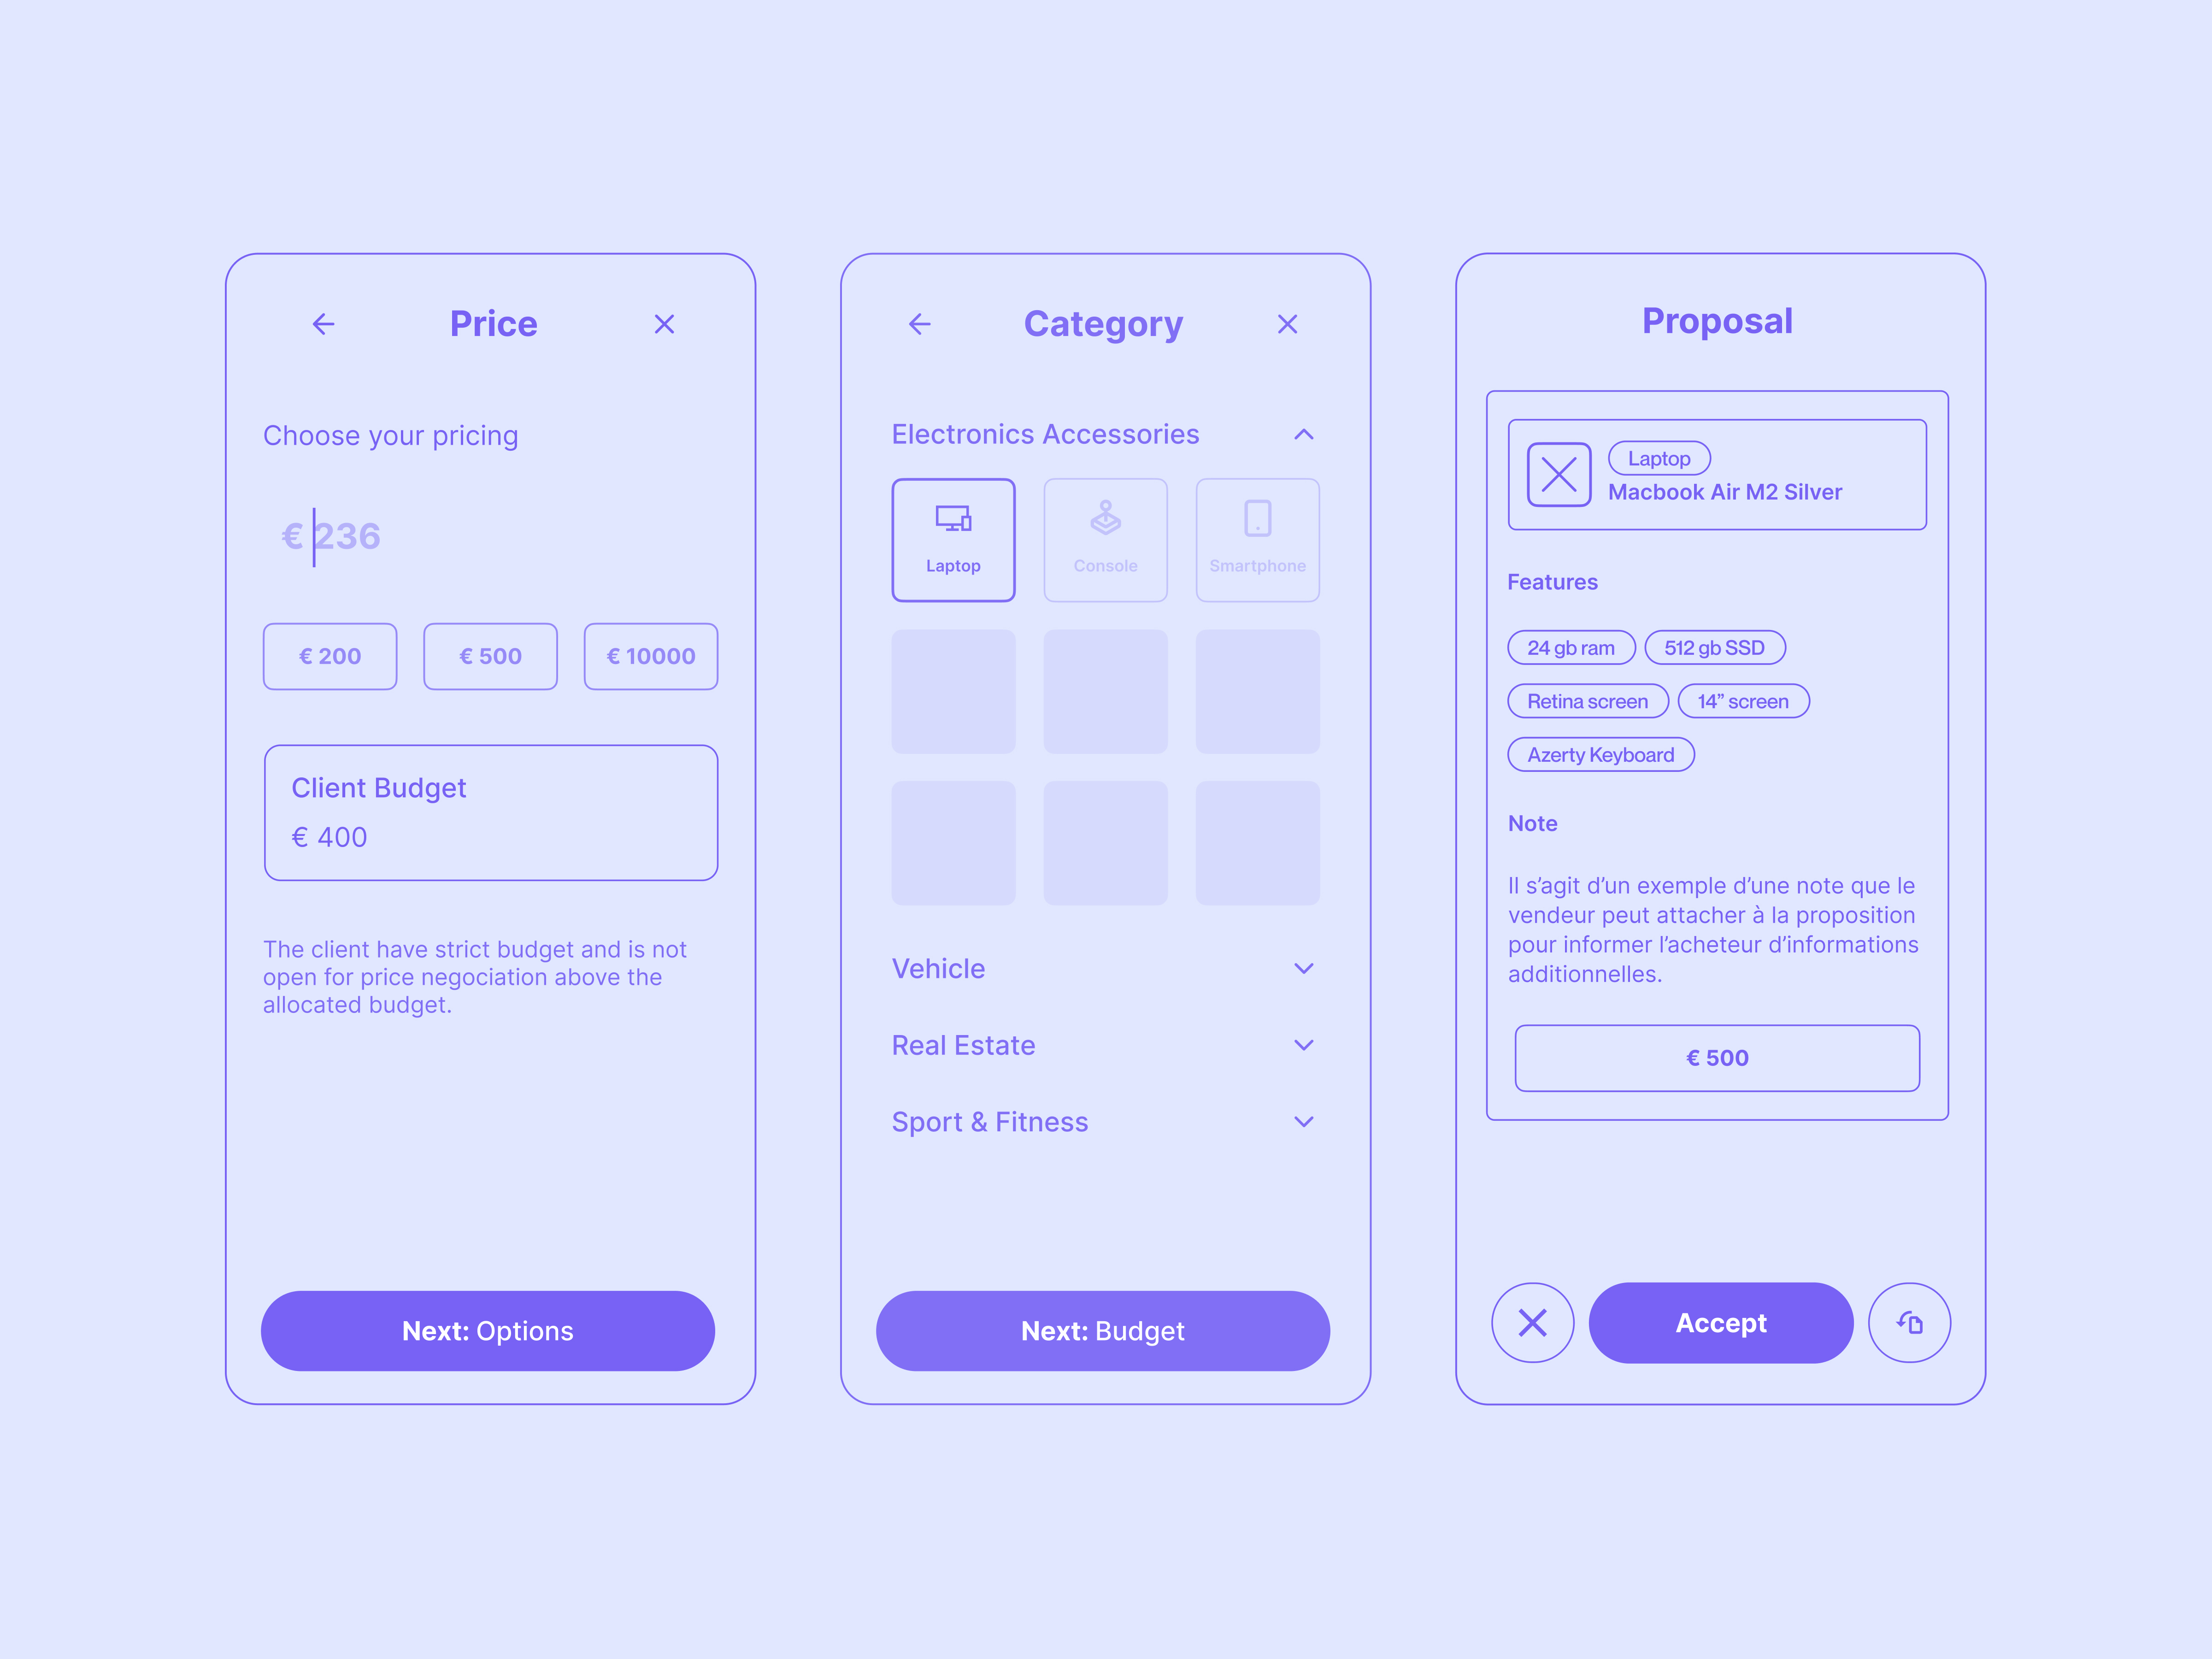 Price
Choose your pricing
€ 236
€ 200
€ 500
€ 10000
Client Budget
€ 400
The client have strict budget and is not
open for price negociation above the
allocated budget.
Next: Options
Category
Electronics Accessories
Laptop
Console
Smartphone
Vehicle
Real Estate
Sport & Fitness
Next: Budget
Proposal
Laptop
Macbook Air M2 Silver
Features
24 gb ram
512 gb SSD
Retina screen
14” screen
Azerty Keyboard
Note
Il s’agit d’un exemple d’une note que le
vendeur peut attacher à la proposition
pour informer l’acheteur d’informations
additionnelles.
€ 500
Accept